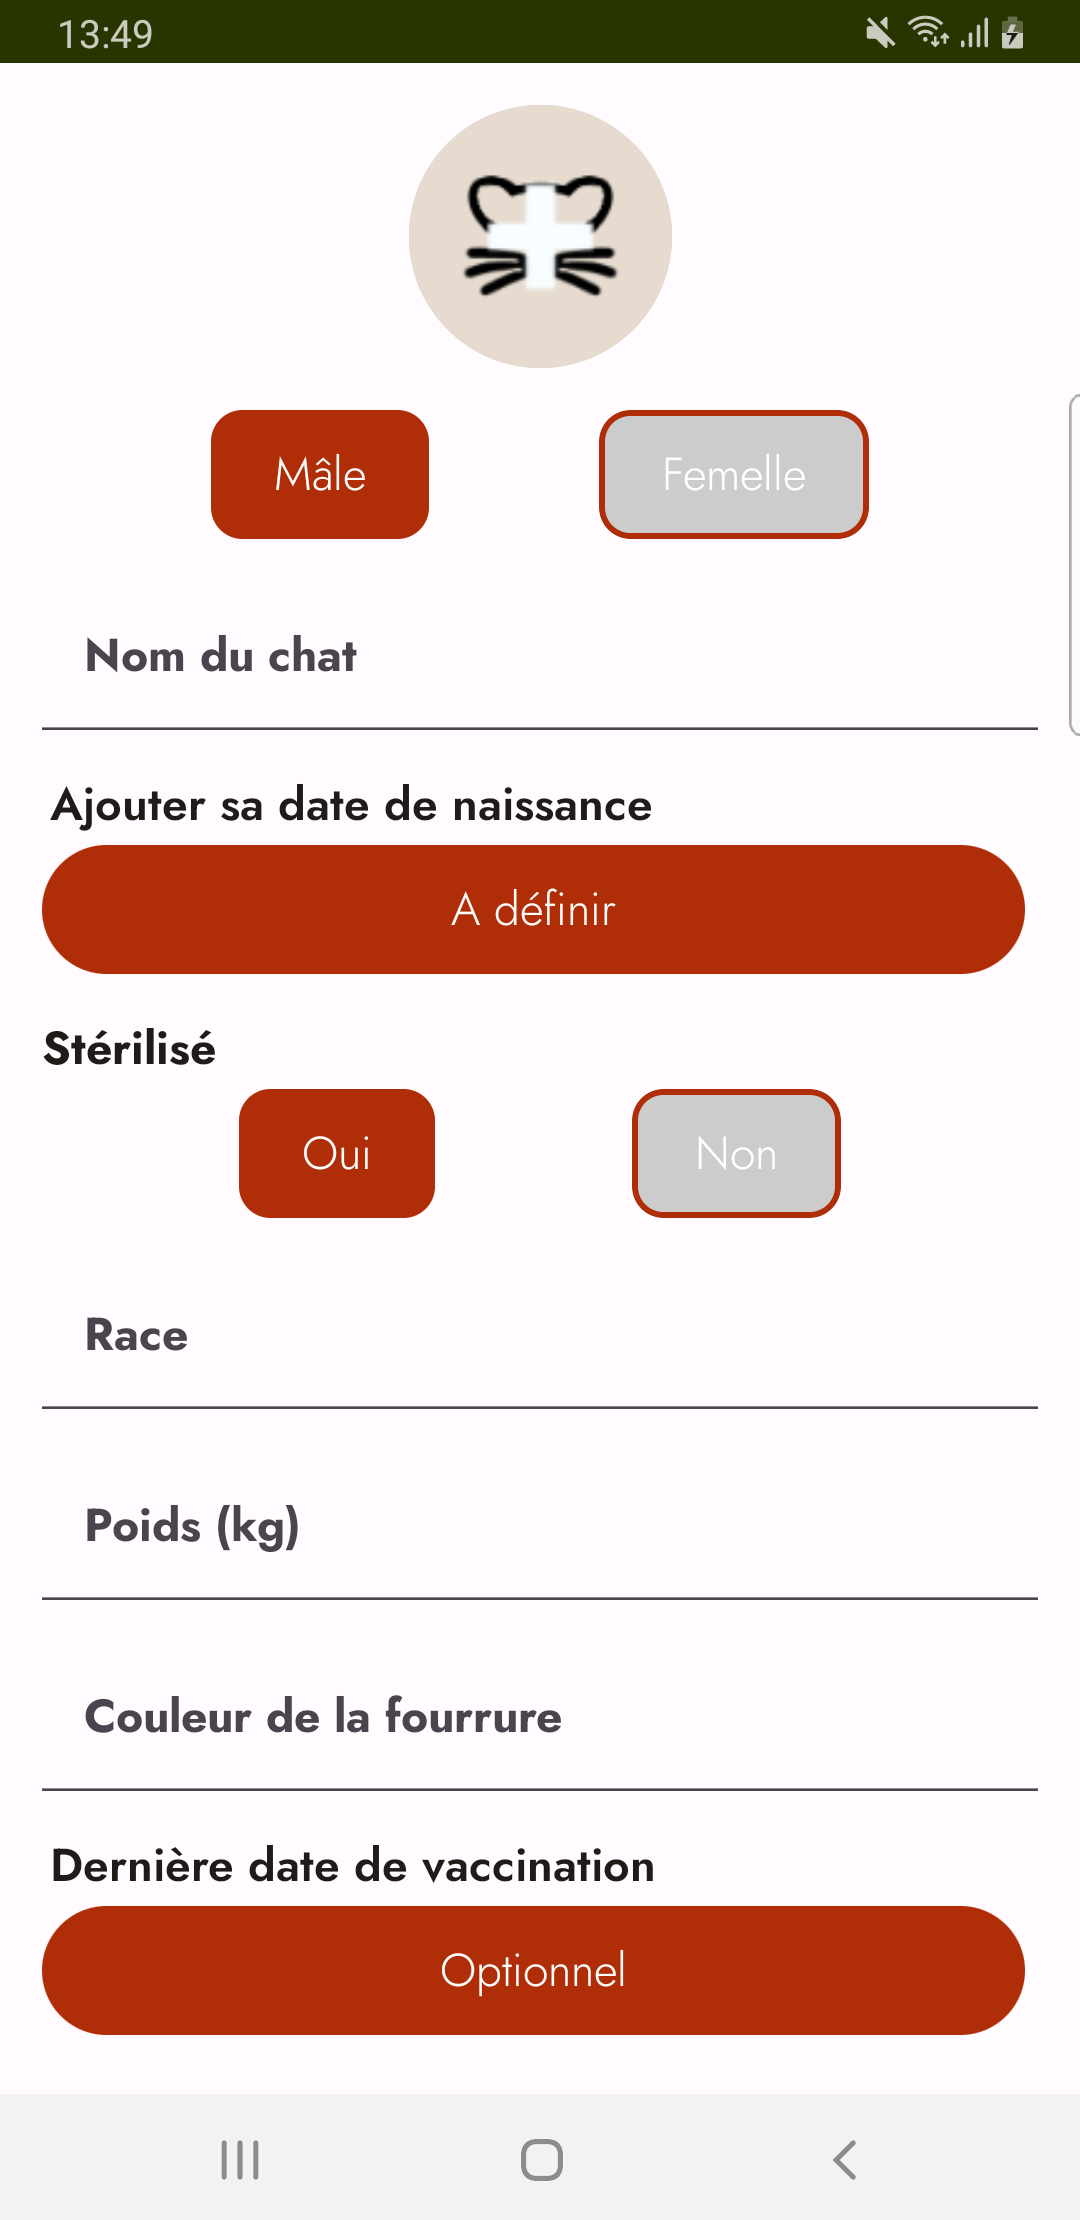 13:49
Mâle
Femelle
Nom du chat
Ajouter sa date de naissance
A définir
Stérilisé
Oui
Non
Race
Poids (kg)
Couleur de la fourrure
Dernière date de vaccination
Optionnel